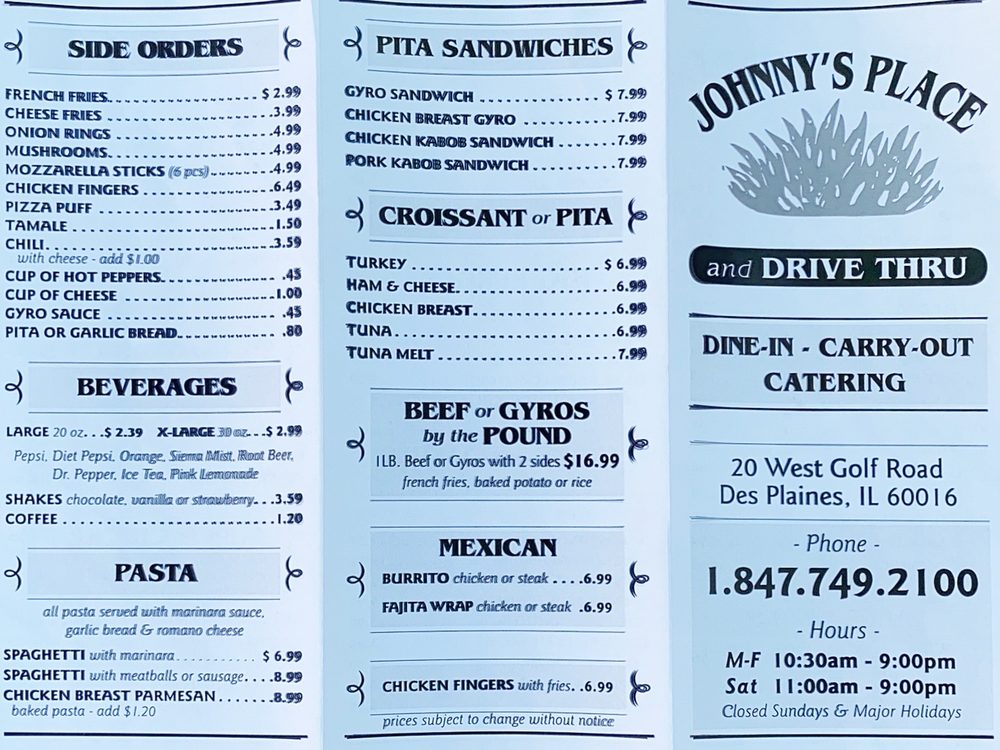 SIDE ORDERS
FRENCH FRIES........................$ 2.99
CHEESE FRIES ........................3.99
ONION RINGS ........................4.99
MUSHROOMS........................4.99
MOZZARELLA STICKS (6 pcs)............4.99
CHICKEN FINGERS ....................6.49
PIZZA PUFF ........................3.49
TAMALE ............................1.50
CHILI..............................3.59
with cheese - add $1.00
CUP OF HOT PEPPERS................ .45
CUP OF CHEESE ....................1.00
GYRO SAUCE ...................... .45
PITA OR GARLIC BREAD.............. .80
BEVERAGES
LARGE 20 oz...$ 2.39 X-LARGE 30 oz...$ 2.99
Pepsi, Diet Pepsi, Orange, Sierra Mist, Root Beer,
Dr. Pepper, Ice Tea, Pink Lemonade
SHAKES chocolate, vanilla or strawberry...3.59
COFFEE ............................1.20
PASTA
all pasta served with marinara sauce,
garlic bread & romano cheese
SPAGHETTI with marinara............ $ 6.99
SPAGHETTI with meatballs or sausage....8.99
CHICKEN BREAST PARMESAN........8.99
baked pasta - add $1.20
PITA SANDWICHES
GYRO SANDWICH .................. $ 7.99
CHICKEN BREAST GYRO ..............7.99
CHICKEN KABOB SANDWICH ..........7.99
PORK KABOB SANDWICH............7.99
CROISSANT or PITA
TURKEY ........................ $ 6.99
HAM & CHEESE....................6.99
CHICKEN BREAST..................6.99
TUNA............................6.99
TUNA MELT ......................7.99
BEEF or GYROS
by the POUND
1LB. Beef or Gyros with 2 sides $16.99
french fries, baked potato or rice
MEXICAN
BURRITO chicken or steak ....6.99
FAJITA WRAP chicken or steak .6.99
CHICKEN FINGERS with fries..6.99
prices subject to change without notice
JOHNNY'S PLACE
and DRIVE THRU
DINE-IN - CARRY-OUT
CATERING
20 West Golf Road
Des Plaines, IL 60016
- Phone -
1.847.749.2100
- Hours -
M-F 10:30am - 9:00pm
Sat 11:00am - 9:00pm
Closed Sundays & Major Holidays